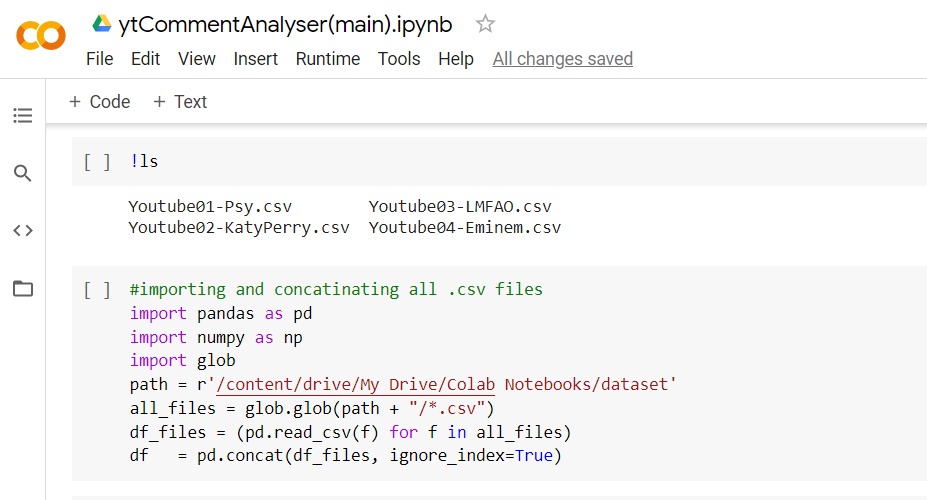 ytCommentAnalyser(main).ipynb
File Edit View Insert Runtime Tools Help All changes saved
+ Code + Text
[ ] !ls
Youtube01-Psy.csv Youtube03-LMFAO.csv
Youtube02-KatyPerry.csv Youtube04-Eminem.csv
[ ] #importing and concatinating all .csv files
import pandas as pd
import numpy as np
import glob
path = r'/content/drive/My Drive/Colab Notebooks/dataset'
all_files = glob.glob(path + "/*.csv")
df_files = (pd.read_csv(f) for f in all_files)
df   = pd.concat(df_files, ignore_index=True)